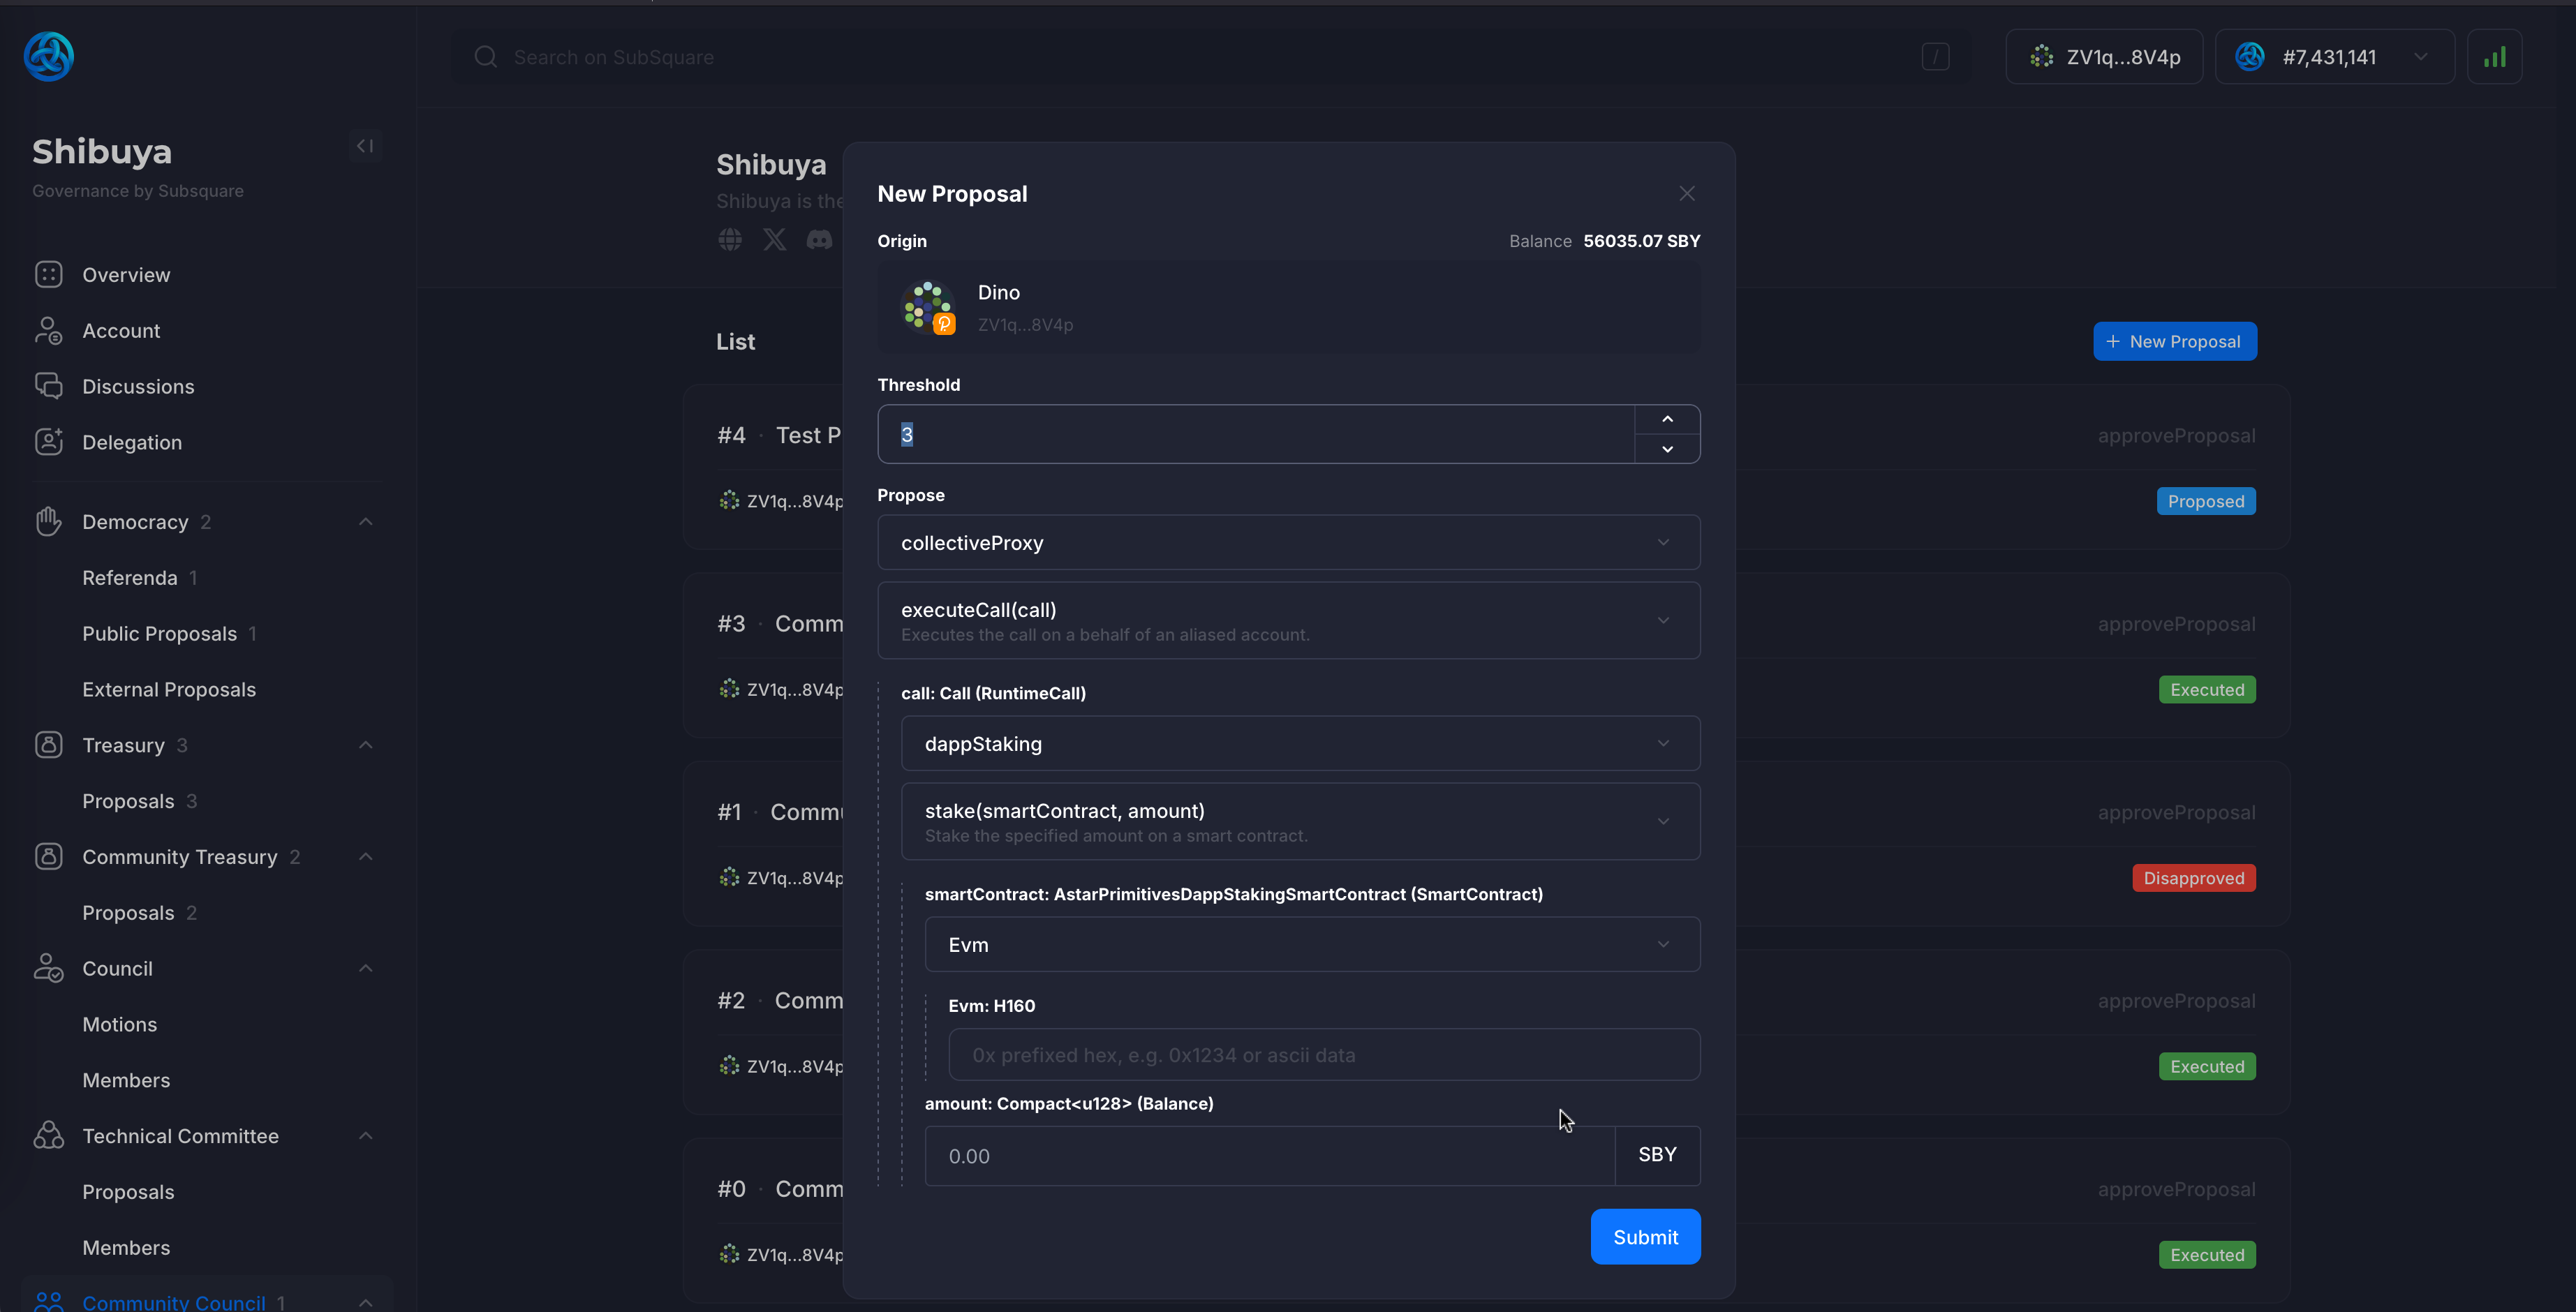 Search on SubSquare
/
ZV1q...8V4p
#7,431,141
Shibuya
Governance by Subsquare
Overview
Account
Discussions
Delegation
Democracy 2
Referenda 1
Public Proposals 1
External Proposals
Treasury 3
Proposals 3
Community Treasury 2
Proposals 2
Council
Motions
Members
Technical Committee
Proposals
Members
Community Council 1
Shibuya
Shibuya is the
List
+ New Proposal
#4 · Test P
approveProposal
ZV1q...8V4p
Proposed
#3 · Comm
approveProposal
ZV1q...8V4p
Executed
#1 · Commu
approveProposal
ZV1q...8V4p
Disapproved
#2 · Comm
approveProposal
ZV1q...8V4p
Executed
#0 · Comm
approveProposal
ZV1q...8V4p
Executed
New Proposal
Origin
Balance 56035.07 SBY
Dino
ZV1q...8V4p
Threshold
3
Propose
collectiveProxy
executeCall(call)
Executes the call on a behalf of an aliased account.
call: Call (RuntimeCall)
dappStaking
stake(smartContract, amount)
Stake the specified amount on a smart contract.
smartContract: AstarPrimitivesDappStakingSmartContract (SmartContract)
Evm
Evm: H160
0x prefixed hex, e.g. 0x1234 or ascii data
amount: Compact<u128> (Balance)
0.00
SBY
Submit